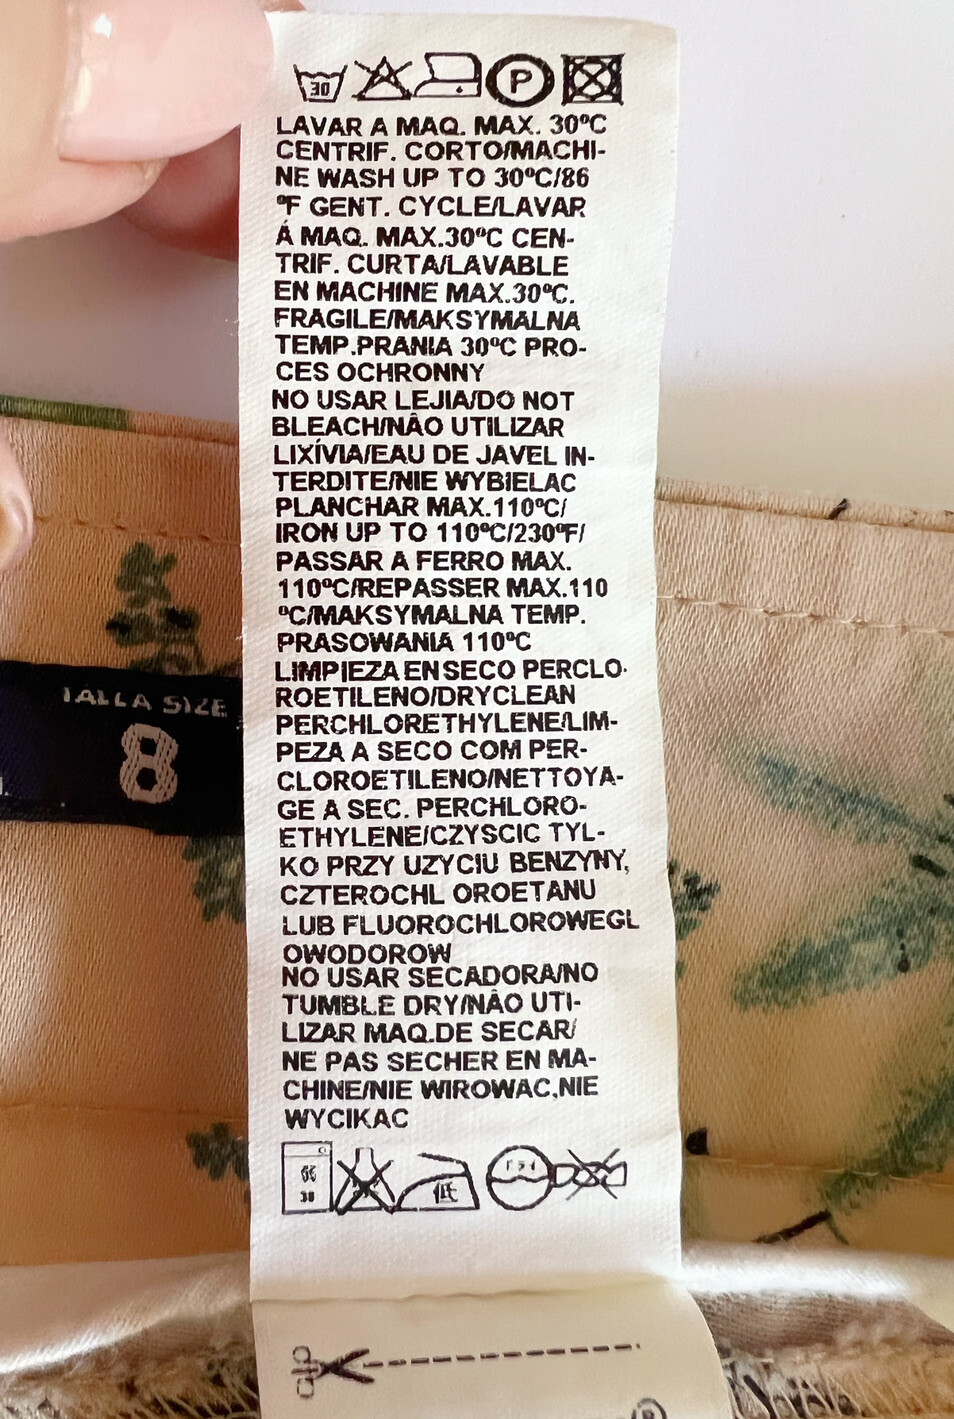 30 P
LAVAR A MAQ. MAX. 30ºC
CENTRIF. CORTO/MACHI-
NE WASH UP TO 30ºC/86
ºF GENT. CYCLE/LAVAR
Á MAQ. MAX.30ºC CEN-
TRIF. CURTA/LAVABLE
EN MACHINE MAX.30ºC.
FRAGILE/MAKSYMALNA
TEMP.PRANIA 30ºC PRO-
CES OCHRONNY
NO USAR LEJIA/DO NOT
BLEACH/NÂO UTILIZAR
LIXÍVIA/EAU DE JAVEL IN-
TERDITE/NIE WYBIELAC
PLANCHAR MAX.110ºC/
IRON UP TO 110ºC/230ºF/
PASSAR A FERRO MAX.
110ºC/REPASSER MAX.110
ºC/MAKSYMALNA TEMP.
PRASOWANIA 110ºC
LIMPIEZA EN SECO PERCLO-
ROETILENO/DRYCLEAN
PERCHLORETHYLENE/LIM-
PEZA A SECO COM PER-
CLOROETILENO/NETTOYA-
GE A SEC. PERCHLORO-
ETHYLENE/CZYSCIC TYL-
KO PRZY UZYCIU BENZYNY,
CZTEROCHL OROETANU
LUB FLUOROCHLOROWEGL
OWODOROW
NO USAR SECADORA/NO
TUMBLE DRY/NÂO UTI-
LIZAR MAQ.DE SECAR/
NE PAS SECHER EN MA-
CHINE/NIE WIROWAC,NIE
WYCIKAC
30 低
clip
®
TALLA SIZE
8